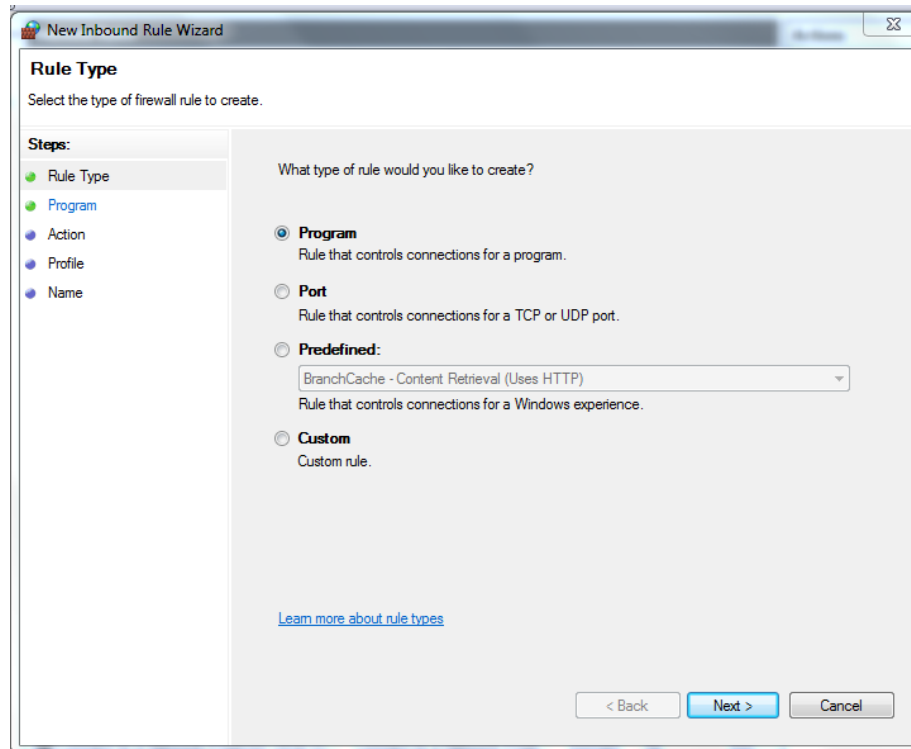 New Inbound Rule Wizard
Rule Type
Select the type of firewall rule to create.
Steps:
Rule Type
Program
Action
Profile
Name
What type of rule would you like to create?
Program
Rule that controls connections for a program.
Port
Rule that controls connections for a TCP or UDP port.
Predefined:
BranchCache - Content Retrieval (Uses HTTP)
Rule that controls connections for a Windows experience.
Custom
Custom rule.
Learn more about rule types
< Back
Next >
Cancel